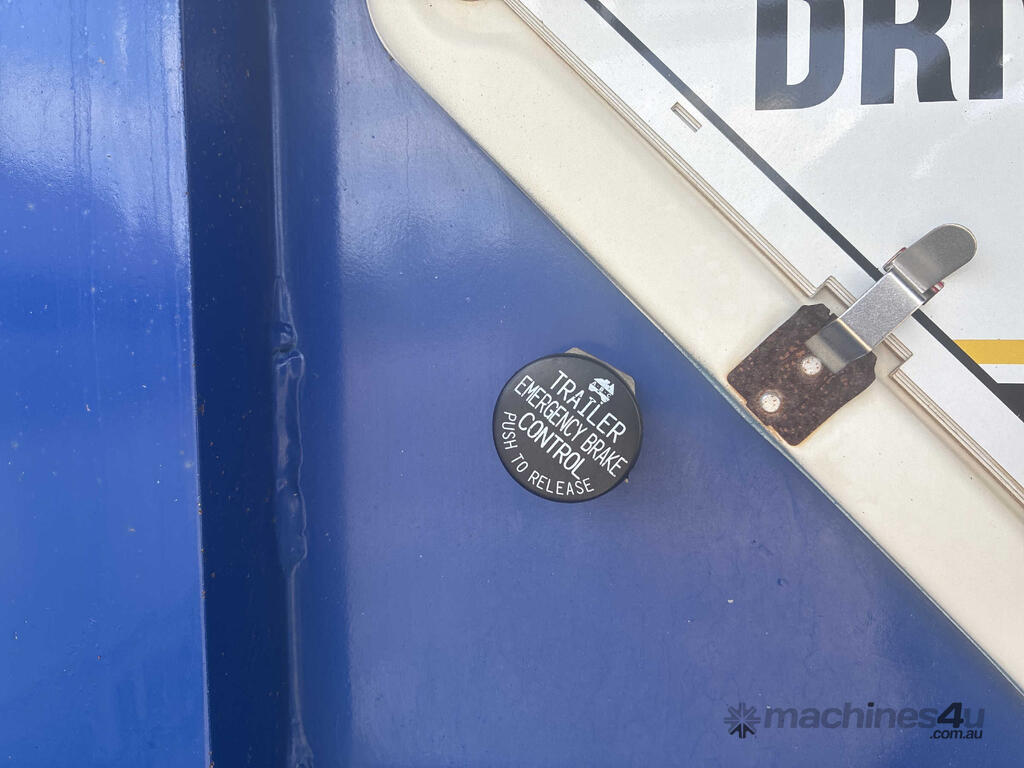 DRI
TRAILER
EMERGENCY BRAKE
CONTROL
PUSH TO RELEASE
machines4u
.com.au